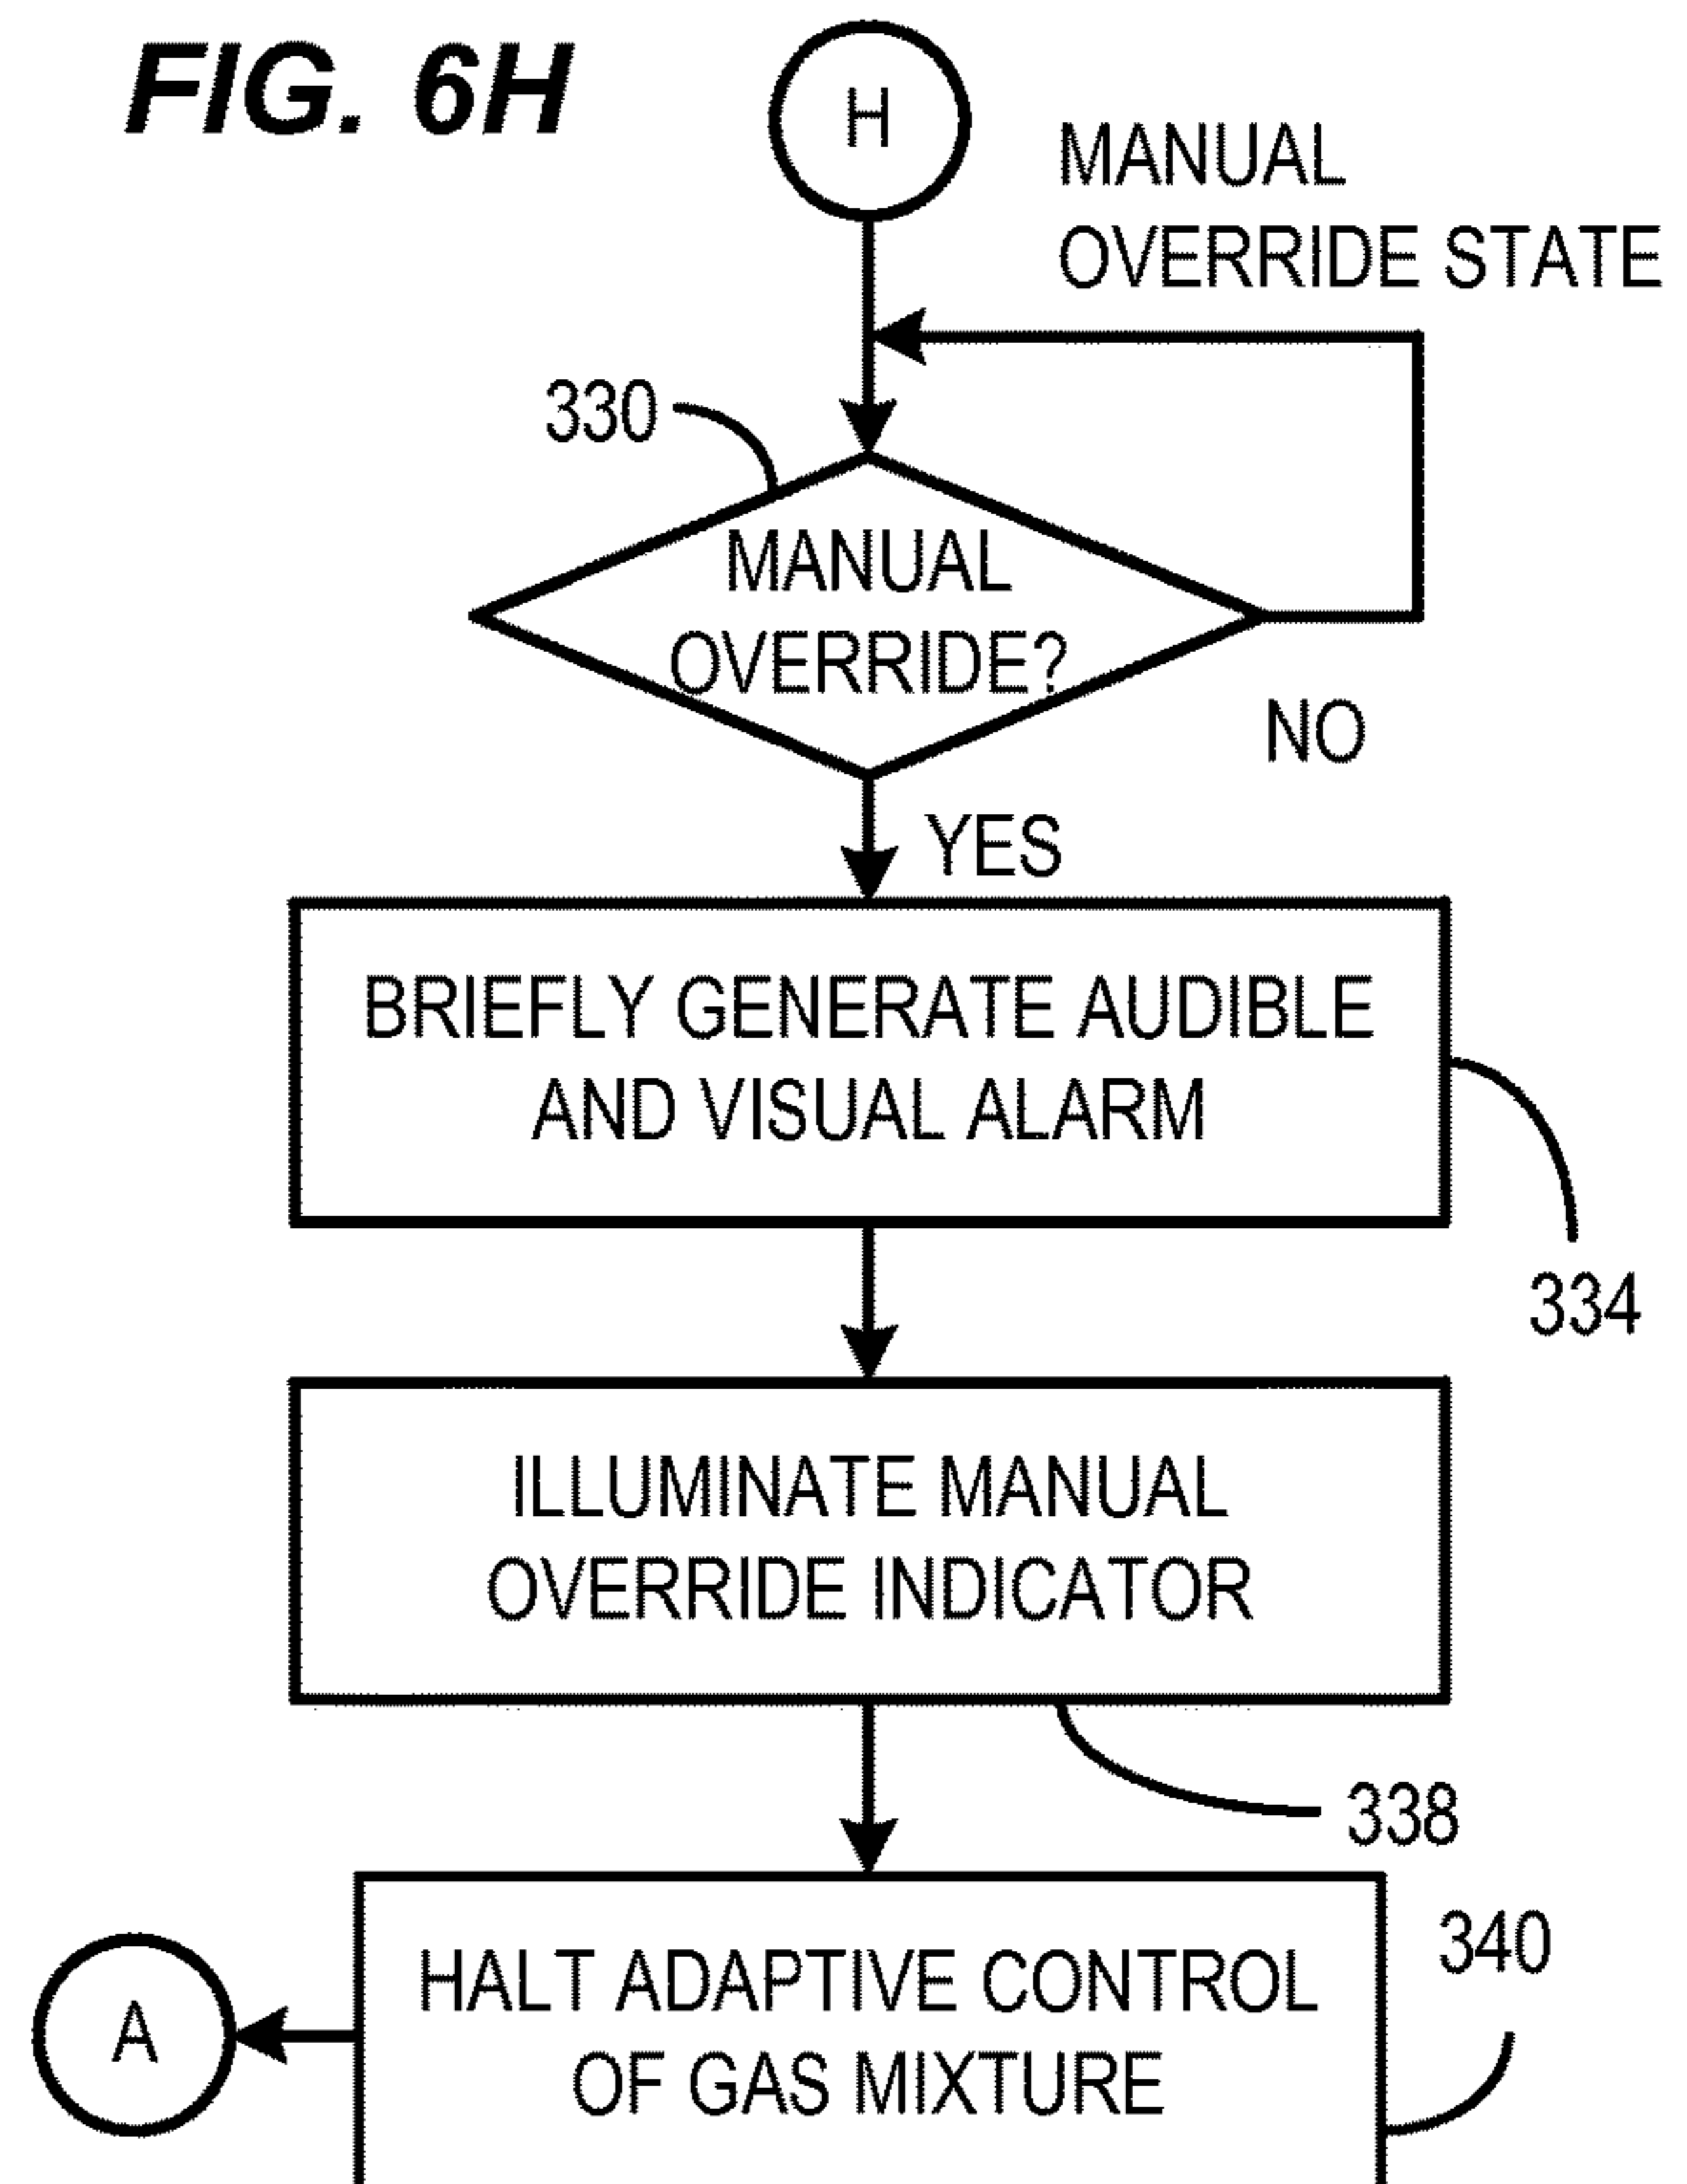 FIG. 6H
H
MANUAL
OVERRIDE STATE
330
MANUAL
OVERRIDE?
NO
YES
BRIEFLY GENERATE AUDIBLE
AND VISUAL ALARM
334
ILLUMINATE MANUAL
OVERRIDE INDICATOR
338
340
HALT ADAPTIVE CONTROL
OF GAS MIXTURE
A